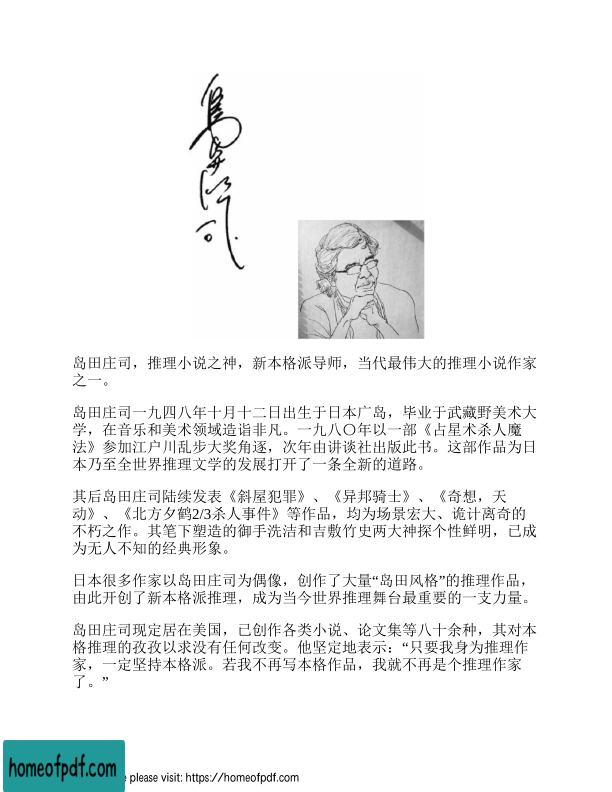 島田庄司
岛田庄司，推理小说之神，新本格派导师，当代最伟大的推理小说作家
之一。
岛田庄司一九四八年十月十二日出生于日本广岛，毕业于武藏野美术大
学，在音乐和美术领域造诣非凡。一九八〇年以一部《占星术杀人魔
法》参加江户川乱步大奖角逐，次年由讲谈社出版此书。这部作品为日
本乃至全世界推理文学的发展打开了一条全新的道路。
其后岛田庄司陆续发表《斜屋犯罪》、《异邦骑士》、《奇想，天
动》、《北方夕鹤2/3杀人事件》等作品，均为场景宏大、诡计离奇的
不朽之作。其笔下塑造的御手洗洁和吉敷竹史两大神探个性鲜明，已成
为无人不知的经典形象。
日本很多作家以岛田庄司为偶像，创作了大量“岛田风格”的推理作品，
由此开创了新本格派推理，成为当今世界推理舞台最重要的一支力量。
岛田庄司现定居在美国，已创作各类小说、论文集等八十余种，其对本
格推理的孜孜以求没有任何改变。他坚定地表示：“只要我身为推理作
家，一定坚持本格派。若我不再写本格作品，我就不再是个推理作家
了。”
homeofpdf.com
e please visit: https://homeofpdf.com